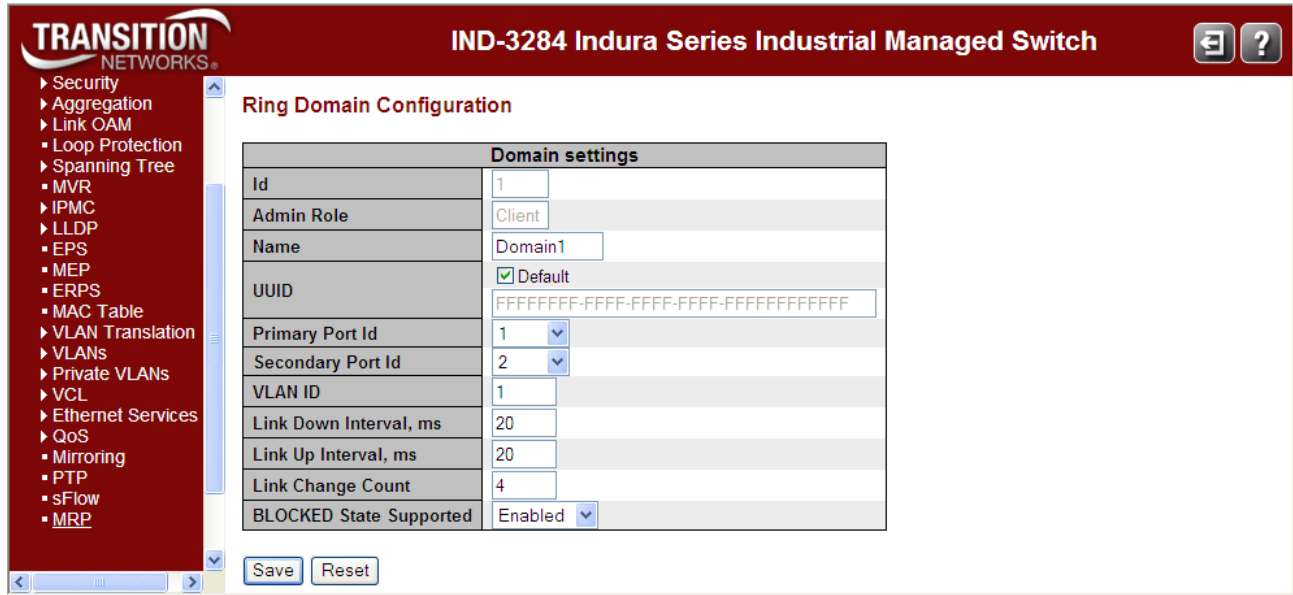 TRANSITION
NETWORKS®
IND-3284 Indura Series Industrial Managed Switch
?
Security
Aggregation
Link OAM
Loop Protection
Spanning Tree
MVR
IPMC
LLDP
EPS
MEP
ERPS
MAC Table
VLAN Translation
VLANs
Private VLANs
VCL
Ethernet Services
QoS
Mirroring
PTP
sFlow
MRP
Ring Domain Configuration
Domain settings
Id 1
Admin Role Client
Name Domain1
UUID Default
FFFFFFFF-FFFF-FFFF-FFFF-FFFFFFFFFFFF
Primary Port Id 1
Secondary Port Id 2
VLAN ID 1
Link Down Interval, ms 20
Link Up Interval, ms 20
Link Change Count 4
BLOCKED State Supported Enabled
Save Reset